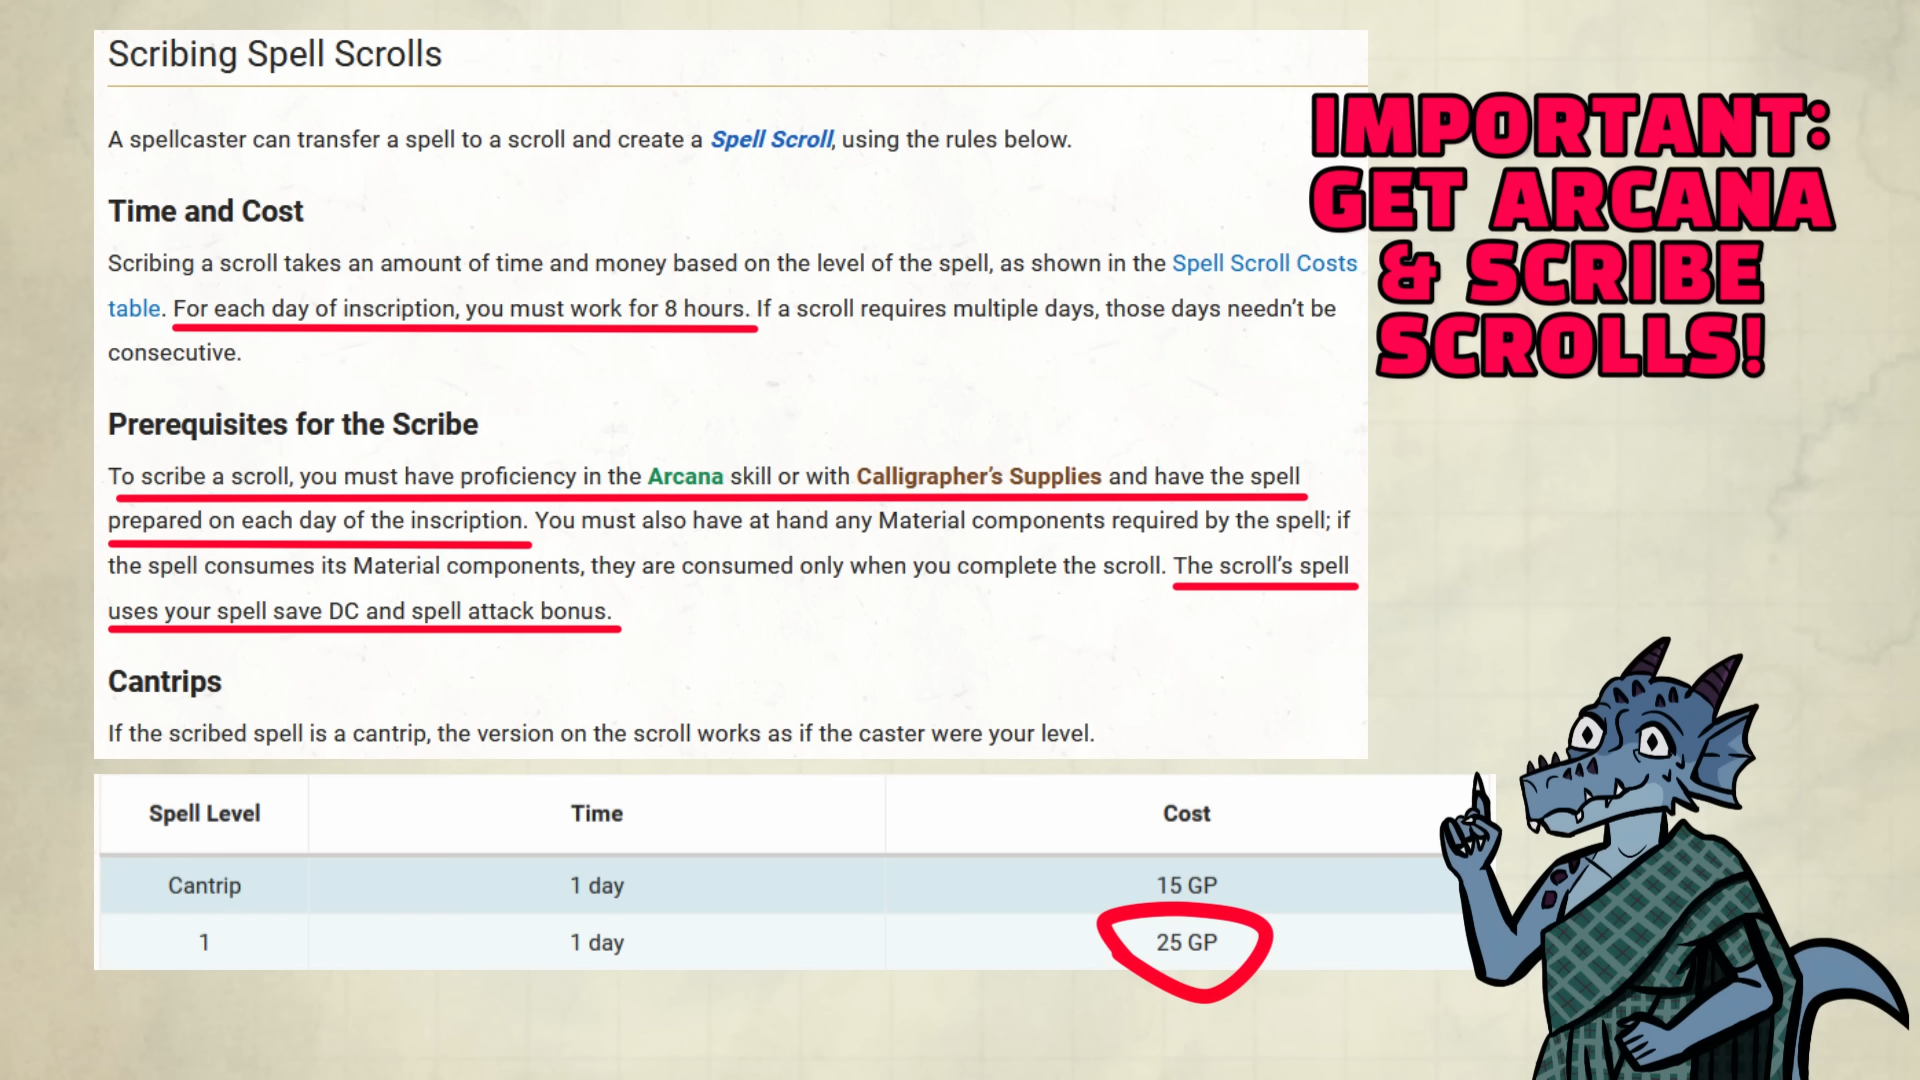 Scribing Spell Scrolls
A spellcaster can transfer a spell to a scroll and create a Spell Scroll, using the rules below.
Time and Cost
Scribing a scroll takes an amount of time and money based on the level of the spell, as shown in the Spell Scroll Costs
table. For each day of inscription, you must work for 8 hours. If a scroll requires multiple days, those days needn't be
consecutive.
Prerequisites for the Scribe
To scribe a scroll, you must have proficiency in the Arcana skill or with Calligrapher's Supplies and have the spell
prepared on each day of the inscription. You must also have at hand any Material components required by the spell; if
the spell consumes its Material components, they are consumed only when you complete the scroll. The scroll's spell
uses your spell save DC and spell attack bonus.
Cantrips
If the scribed spell is a cantrip, the version on the scroll works as if the caster were your level.
Spell Level Time Cost
Cantrip 1 day 15 GP
1 1 day 25 GP
IMPORTANT:
GET ARCANA
& SCRIBE
SCROLLS!